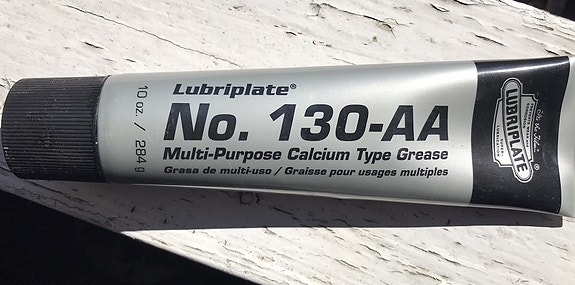 Lubriplate®
No. 130-AA
Multi-Purpose Calcium Type Grease
Grasa de multi-uso / Graisse pour usages multiples
10 oz. / 284 g
LUBRIPLATE